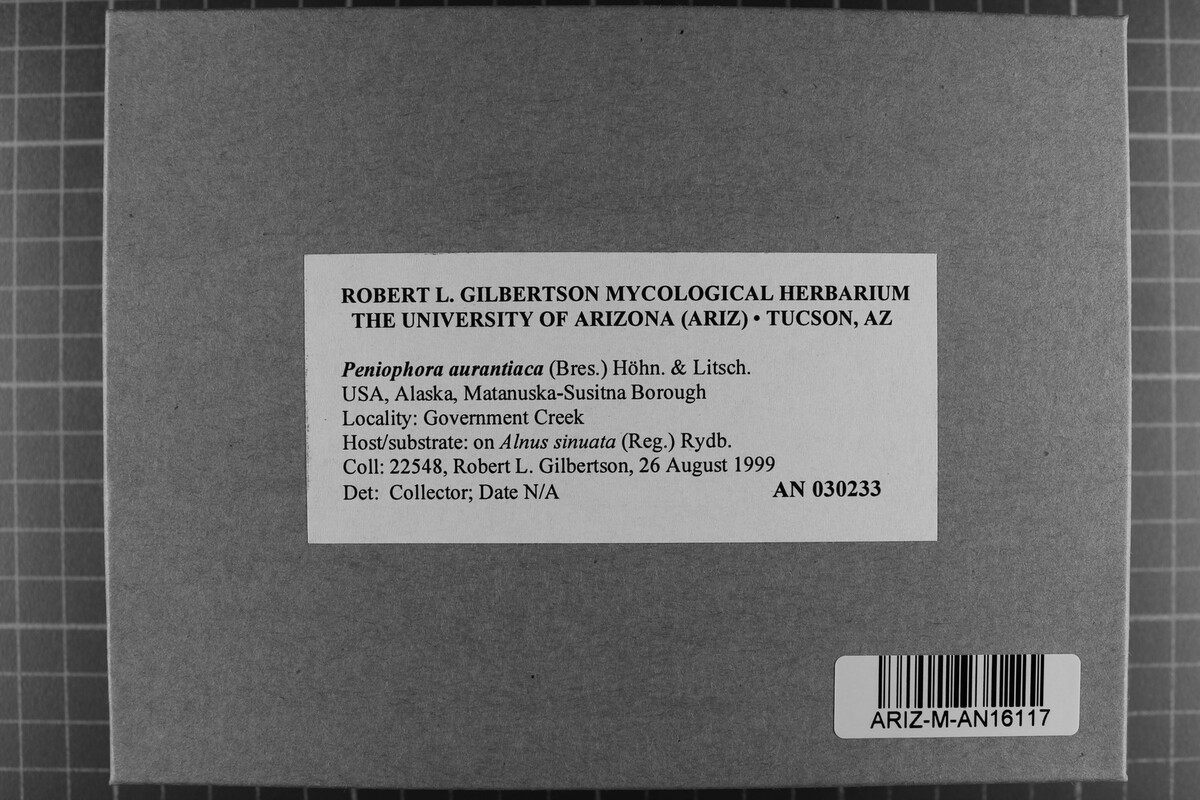 ROBERT L. GILBERTSON MYCOLOGICAL HERBARIUM
THE UNIVERSITY OF ARIZONA (ARIZ) • TUCSON, AZ
Peniophora aurantiaca (Bres.) Höhn. & Litsch.
USA, Alaska, Matanuska-Susitna Borough
Locality: Government Creek
Host/substrate: on Alnus sinuata (Reg.) Rydb.
Coll: 22548, Robert L. Gilbertson, 26 August 1999
Det: Collector; Date N/A AN 030233
ARIZ-M-AN16117